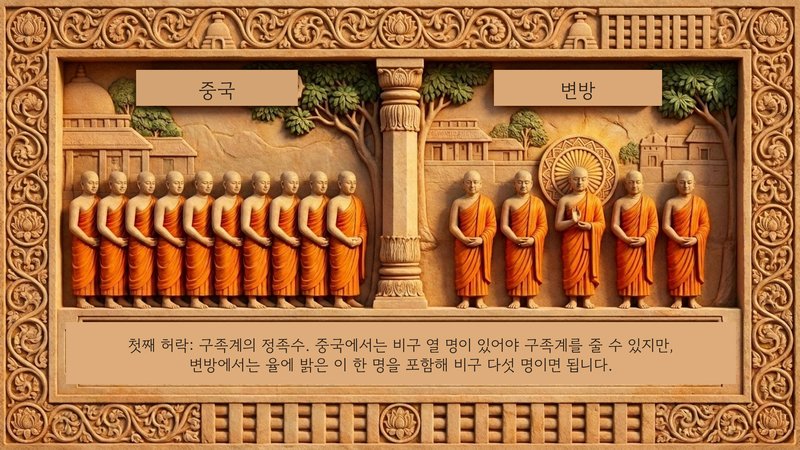 중국
변방
첫째 허락: 구족계의 정족수. 중국에서는 비구 열 명이 있어야 구족계를 줄 수 있지만,
변방에서는 율에 밝은 이 한 명을 포함해 비구 다섯 명이면 됩니다.